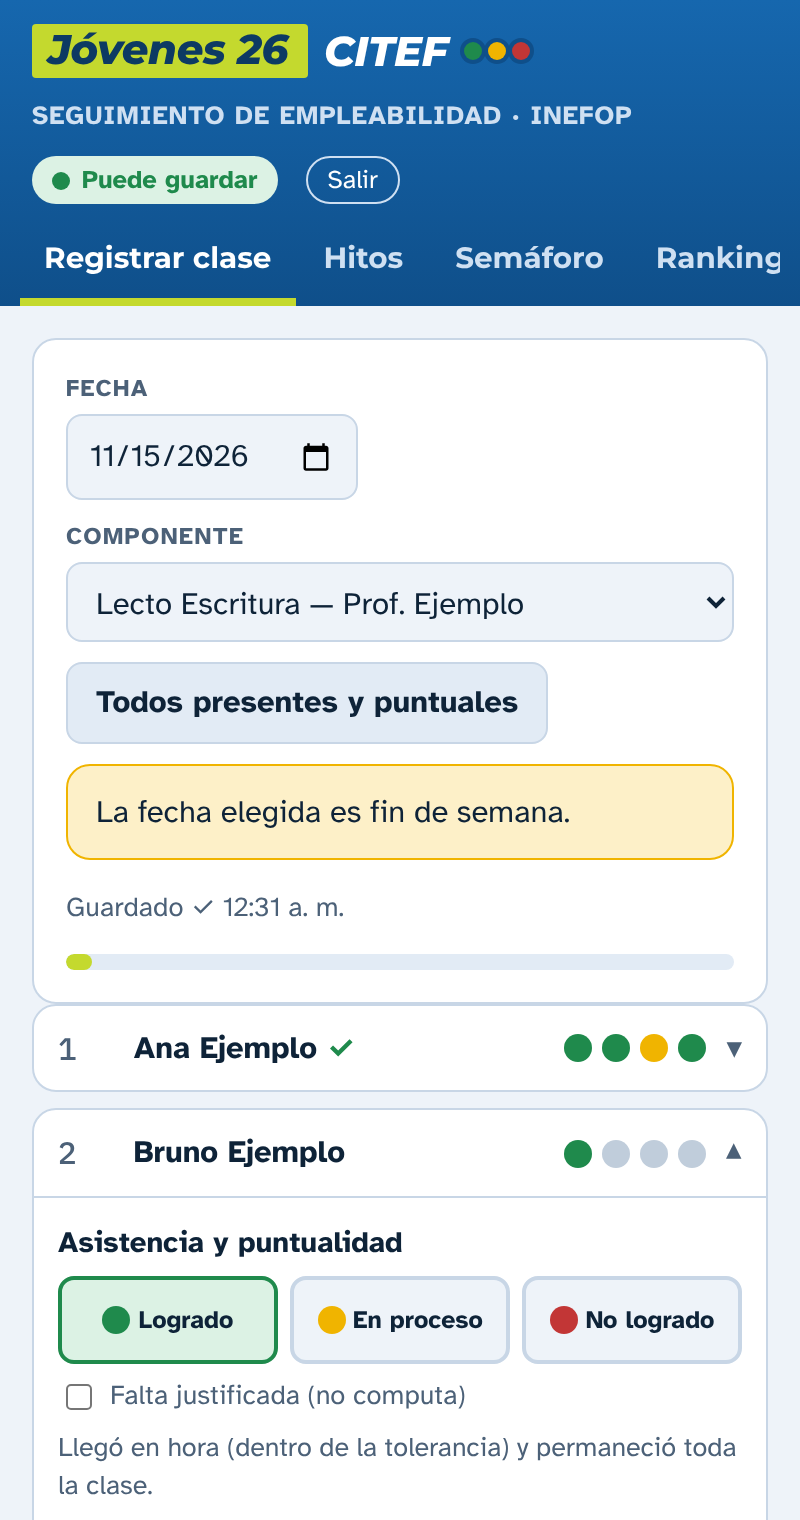 Jóvenes 26 CITEF
SEGUIMIENTO DE EMPLEABILIDAD · INEFOP
Puede guardar Salir
Registrar clase Hitos Semáforo Ranking
FECHA
11/15/2026
COMPONENTE
Lecto Escritura — Prof. Ejemplo
Todos presentes y puntuales
La fecha elegida es fin de semana.
Guardado ✓ 12:31 a. m.
1 Ana Ejemplo ✓ ▼
2 Bruno Ejemplo ▲
Asistencia y puntualidad
Logrado En proceso No logrado
Falta justificada (no computa)
Llegó en hora (dentro de la tolerancia) y permaneció toda
la clase.